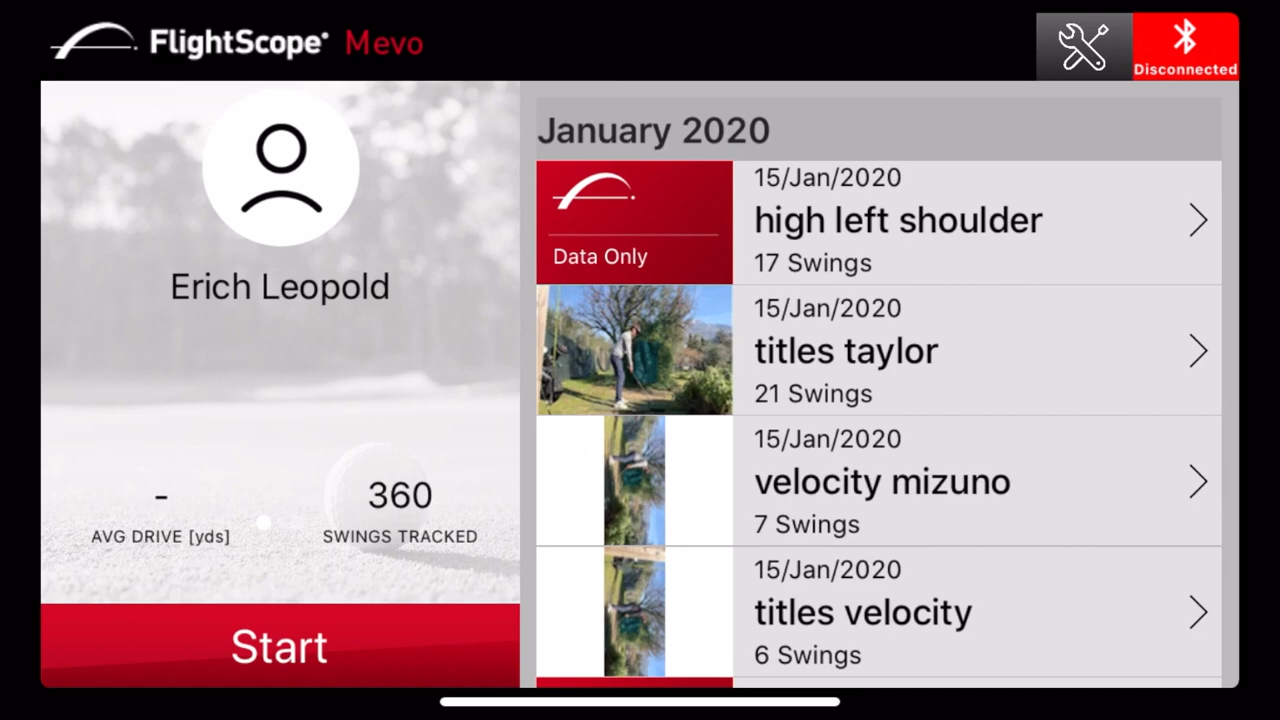 FlightScope® Mevo
Disconnected
Erich Leopold
-
AVG DRIVE [yds]
360
SWINGS TRACKED
Start
January 2020
Data Only
15/Jan/2020
high left shoulder
17 Swings
15/Jan/2020
titles taylor
21 Swings
15/Jan/2020
velocity mizuno
7 Swings
15/Jan/2020
titles velocity
6 Swings